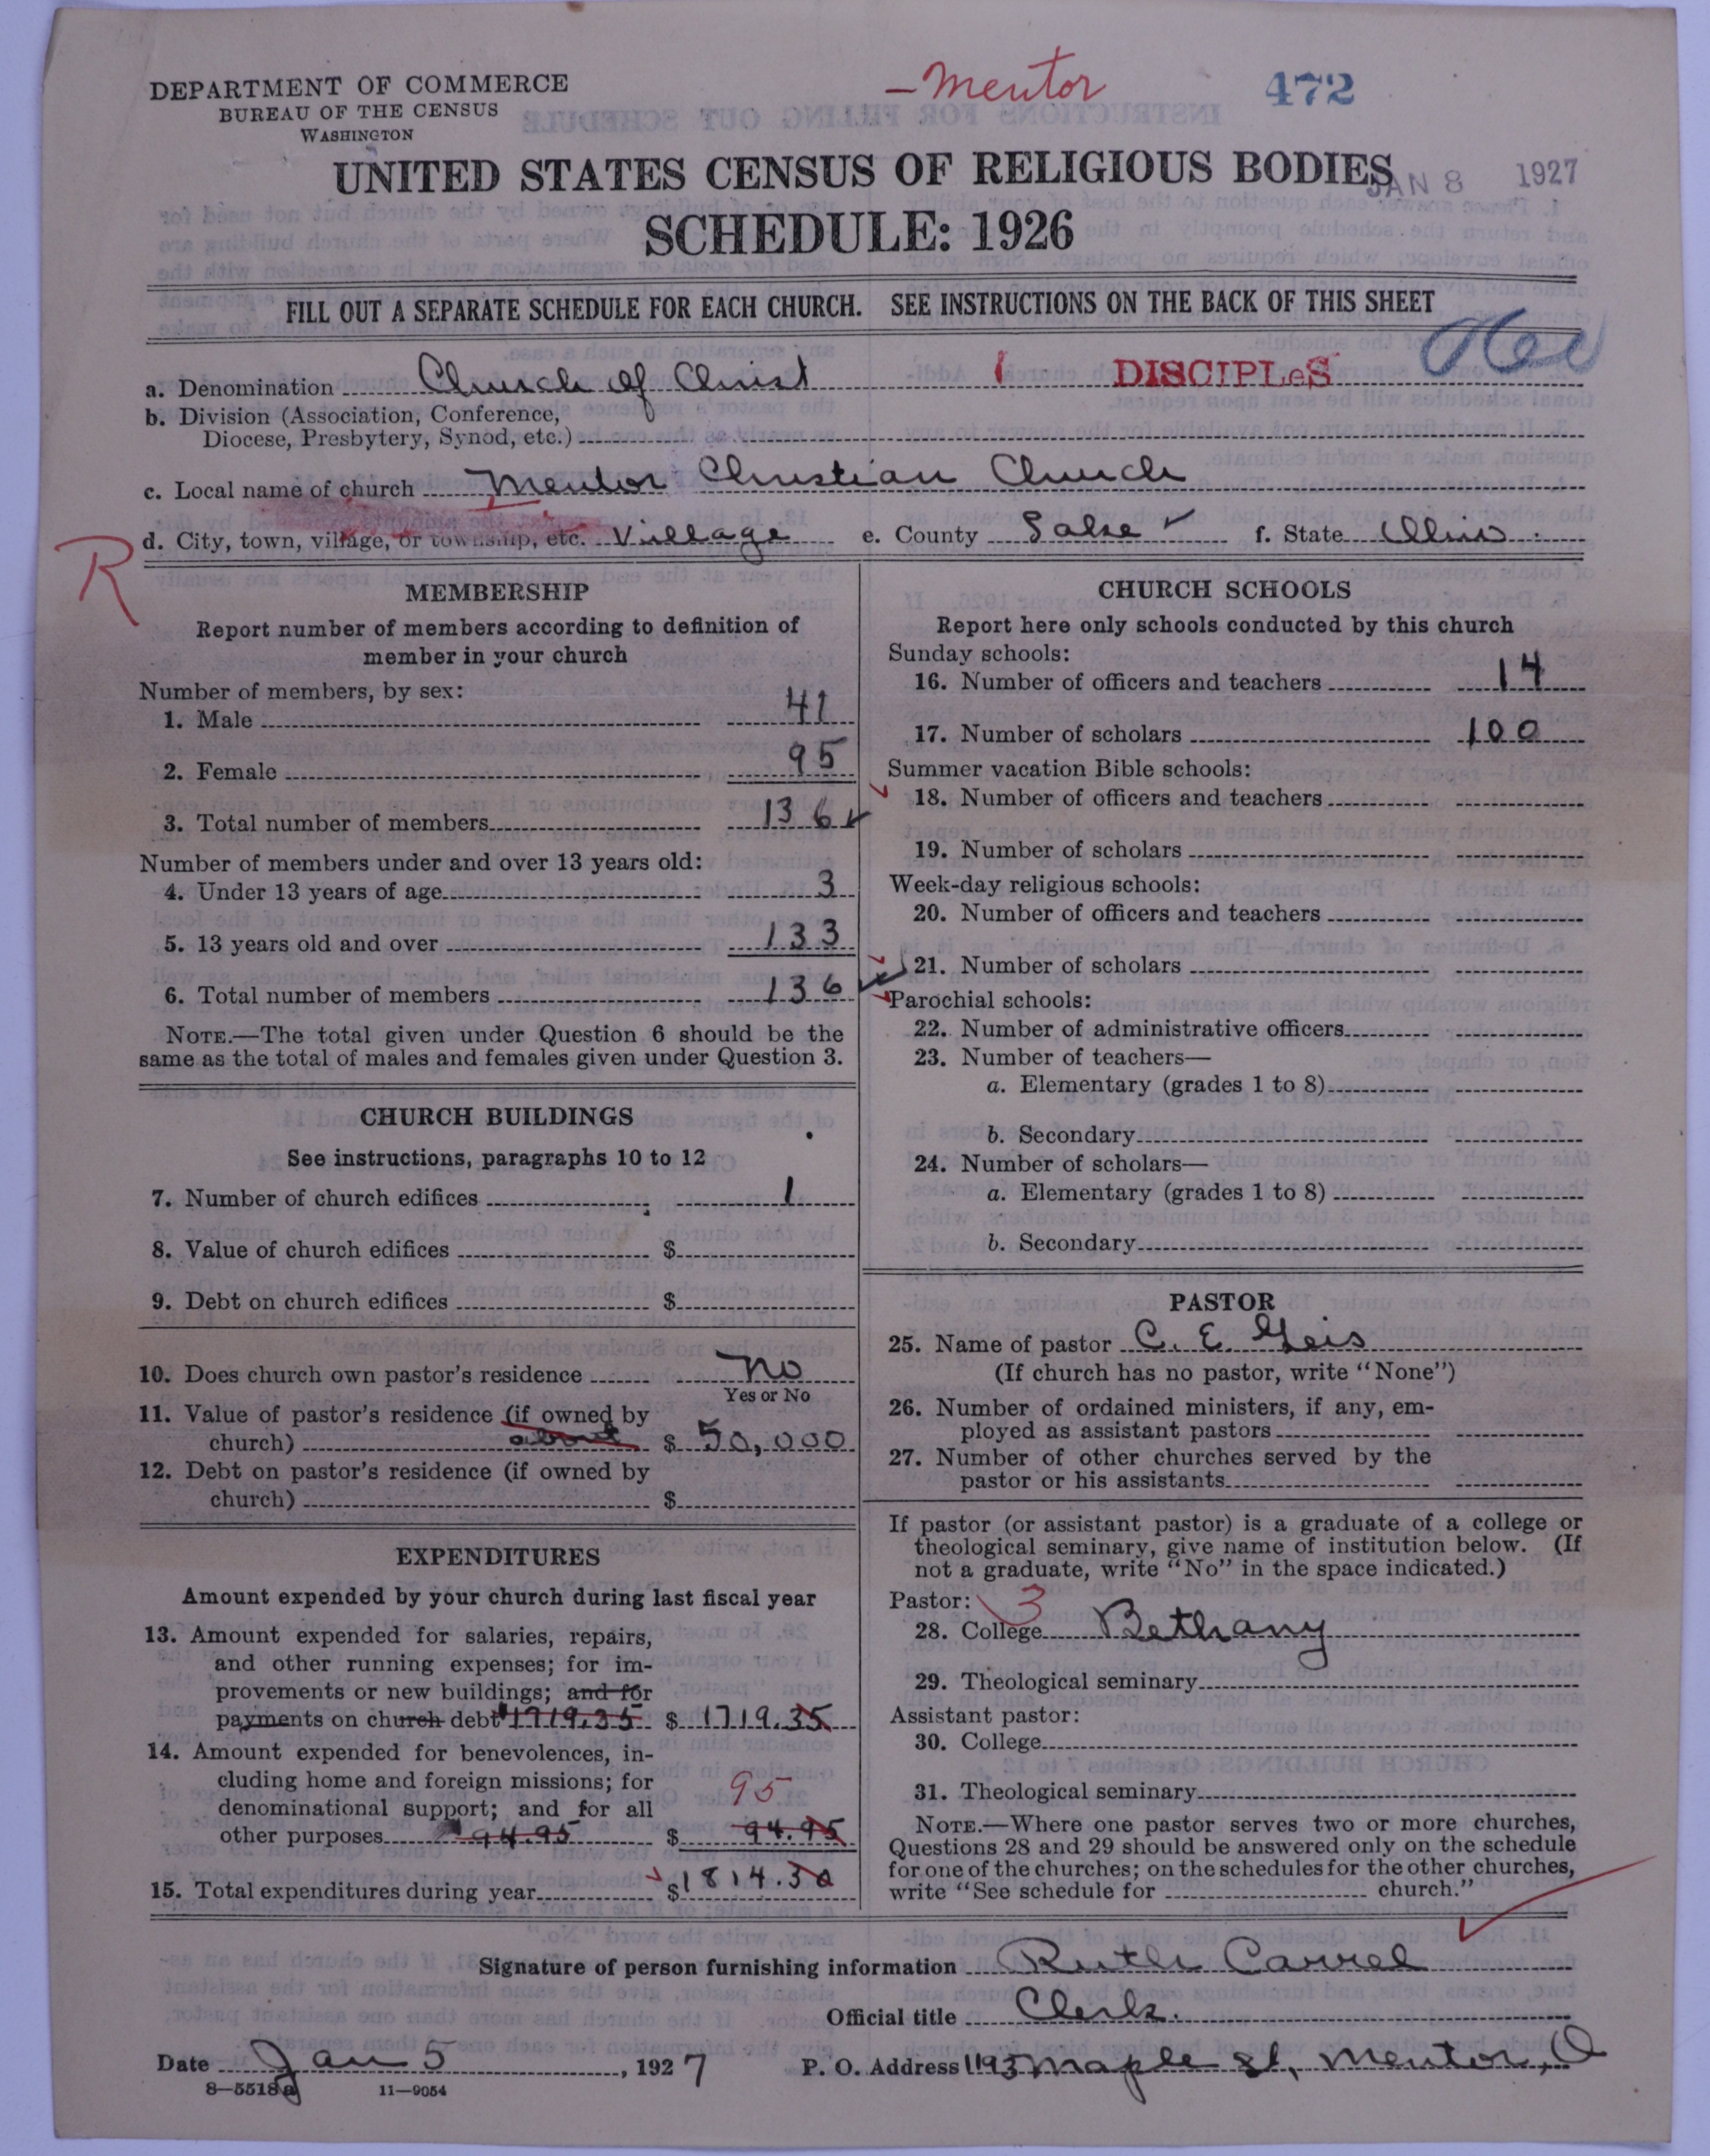 DEPARTMENT OF COMMERCE
BUREAU OF THE CENSUS
WASHINGTON
-Mentor
472
UNITED STATES CENSUS OF RELIGIOUS BODIES
JAN 8 1927
SCHEDULE: 1926
FILL OUT A SEPARATE SCHEDULE FOR EACH CHURCH. SEE INSTRUCTIONS ON THE BACK OF THIS SHEET
a. Denomination Church of Christ 1 DISCIPLeS
b. Division (Association, Conference,
Diocese, Presbytery, Synod, etc.)
c. Local name of church Mentor Christian Church
d. City, town, village, or township, etc. Village e. County Lake f. State Ohio
R
MEMBERSHIP
Report number of members according to definition of
member in your church
Number of members, by sex:
1. Male 41
2. Female 95
3. Total number of members 136
Number of members under and over 13 years old:
4. Under 13 years of age 3
5. 13 years old and over 133
6. Total number of members 136
NOTE.—The total given under Question 6 should be the
same as the total of males and females given under Question 3.
CHURCH BUILDINGS
See instructions, paragraphs 10 to 12
7. Number of church edifices 1
8. Value of church edifices $
9. Debt on church edifices $
10. Does church own pastor's residence No
Yes or No
11. Value of pastor's residence (if owned by
church) about $ 50,000
12. Debt on pastor's residence (if owned by
church) $
EXPENDITURES
Amount expended by your church during last fiscal year
13. Amount expended for salaries, repairs,
and other running expenses; for im-
provements or new buildings; and for
payments on church debt $1719.35 $ 1719.35
14. Amount expended for benevolences, in-
cluding home and foreign missions; for
denominational support; and for all 95
other purposes 94.95 $ 94.95
15. Total expenditures during year $1814.30
CHURCH SCHOOLS
Report here only schools conducted by this church
Sunday schools:
16. Number of officers and teachers 14
17. Number of scholars 100
Summer vacation Bible schools:
18. Number of officers and teachers
19. Number of scholars
Week-day religious schools:
20. Number of officers and teachers
21. Number of scholars
Parochial schools:
22. Number of administrative officers
23. Number of teachers—
a. Elementary (grades 1 to 8)
b. Secondary
24. Number of scholars—
a. Elementary (grades 1 to 8)
b. Secondary
PASTOR
25. Name of pastor C. E. Geis
(If church has no pastor, write "None")
26. Number of ordained ministers, if any, em-
ployed as assistant pastors
27. Number of other churches served by the
pastor or his assistants
If pastor (or assistant pastor) is a graduate of a college or
theological seminary, give name of institution below. (If
not a graduate, write "No" in the space indicated.)
Pastor: 3
28. College Bethany
29. Theological seminary
Assistant pastor:
30. College
31. Theological seminary
NOTE.—Where one pastor serves two or more churches,
Questions 28 and 29 should be answered only on the schedule
for one of the churches; on the schedules for the other churches,
write "See schedule for church."
Signature of person furnishing information Ruth Carrel
Official title Clerk.
Date Jan 5, 1927 P. O. Address 1193 Maple St, Mentor, O
8—5518a 11—9054